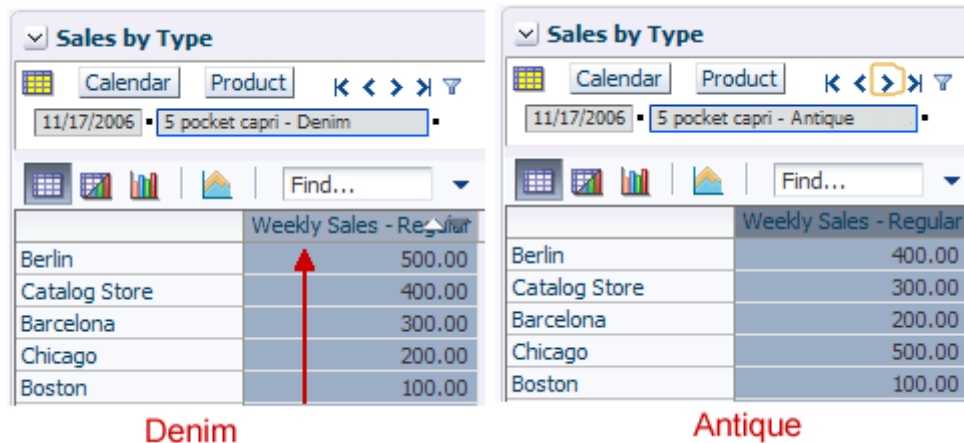 Sales by Type
Calendar Product
11/17/2006 5 pocket capri - Denim
Find...
Weekly Sales - Regular
Berlin 500.00
Catalog Store 400.00
Barcelona 300.00
Chicago 200.00
Boston 100.00
Denim
Sales by Type
Calendar Product
11/17/2006 5 pocket capri - Antique
Find...
Weekly Sales - Regular
Berlin 400.00
Catalog Store 300.00
Barcelona 200.00
Chicago 500.00
Boston 100.00
Antique